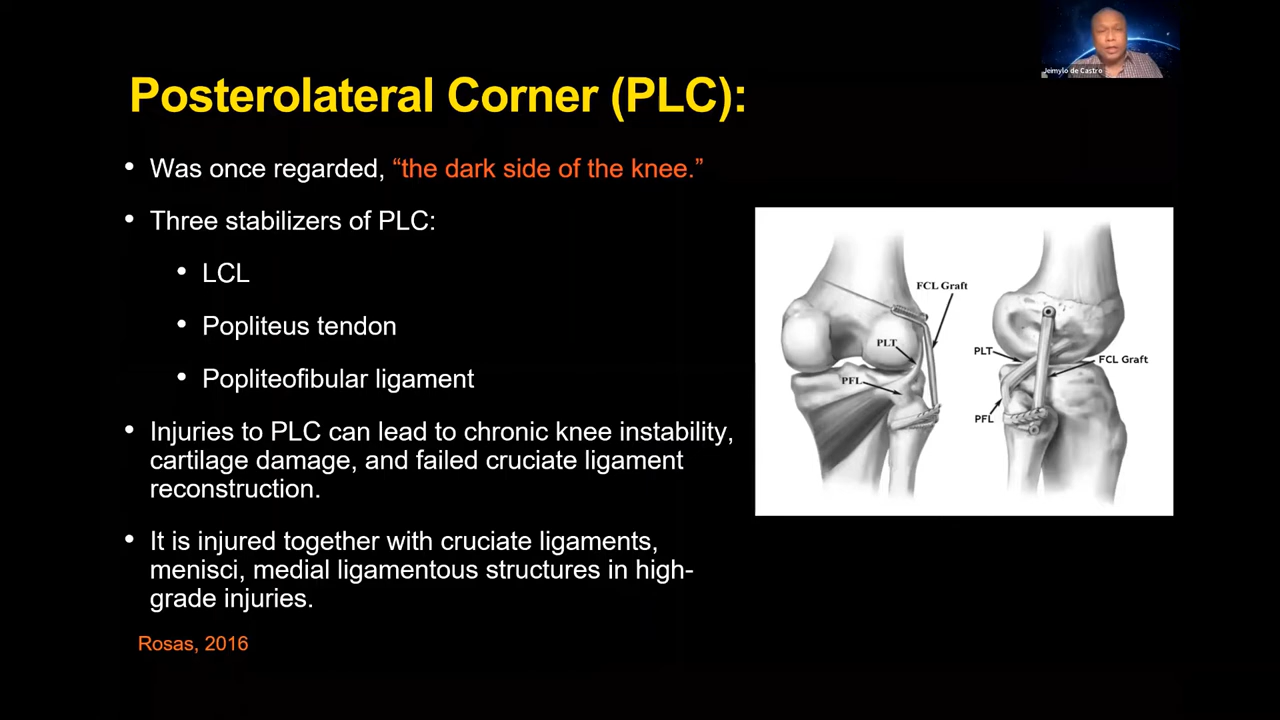 Jeimylo de Castro
Posterolateral Corner (PLC):
• Was once regarded, “the dark side of the knee.”
• Three stabilizers of PLC:
• LCL
• Popliteus tendon
• Popliteofibular ligament
• Injuries to PLC can lead to chronic knee instability,
cartilage damage, and failed cruciate ligament
reconstruction.
• It is injured together with cruciate ligaments,
menisci, medial ligamentous structures in high-
grade injuries.
Rosas, 2016
FCL Graft
PLT
PFL
PLT
FCL Graft
PFL